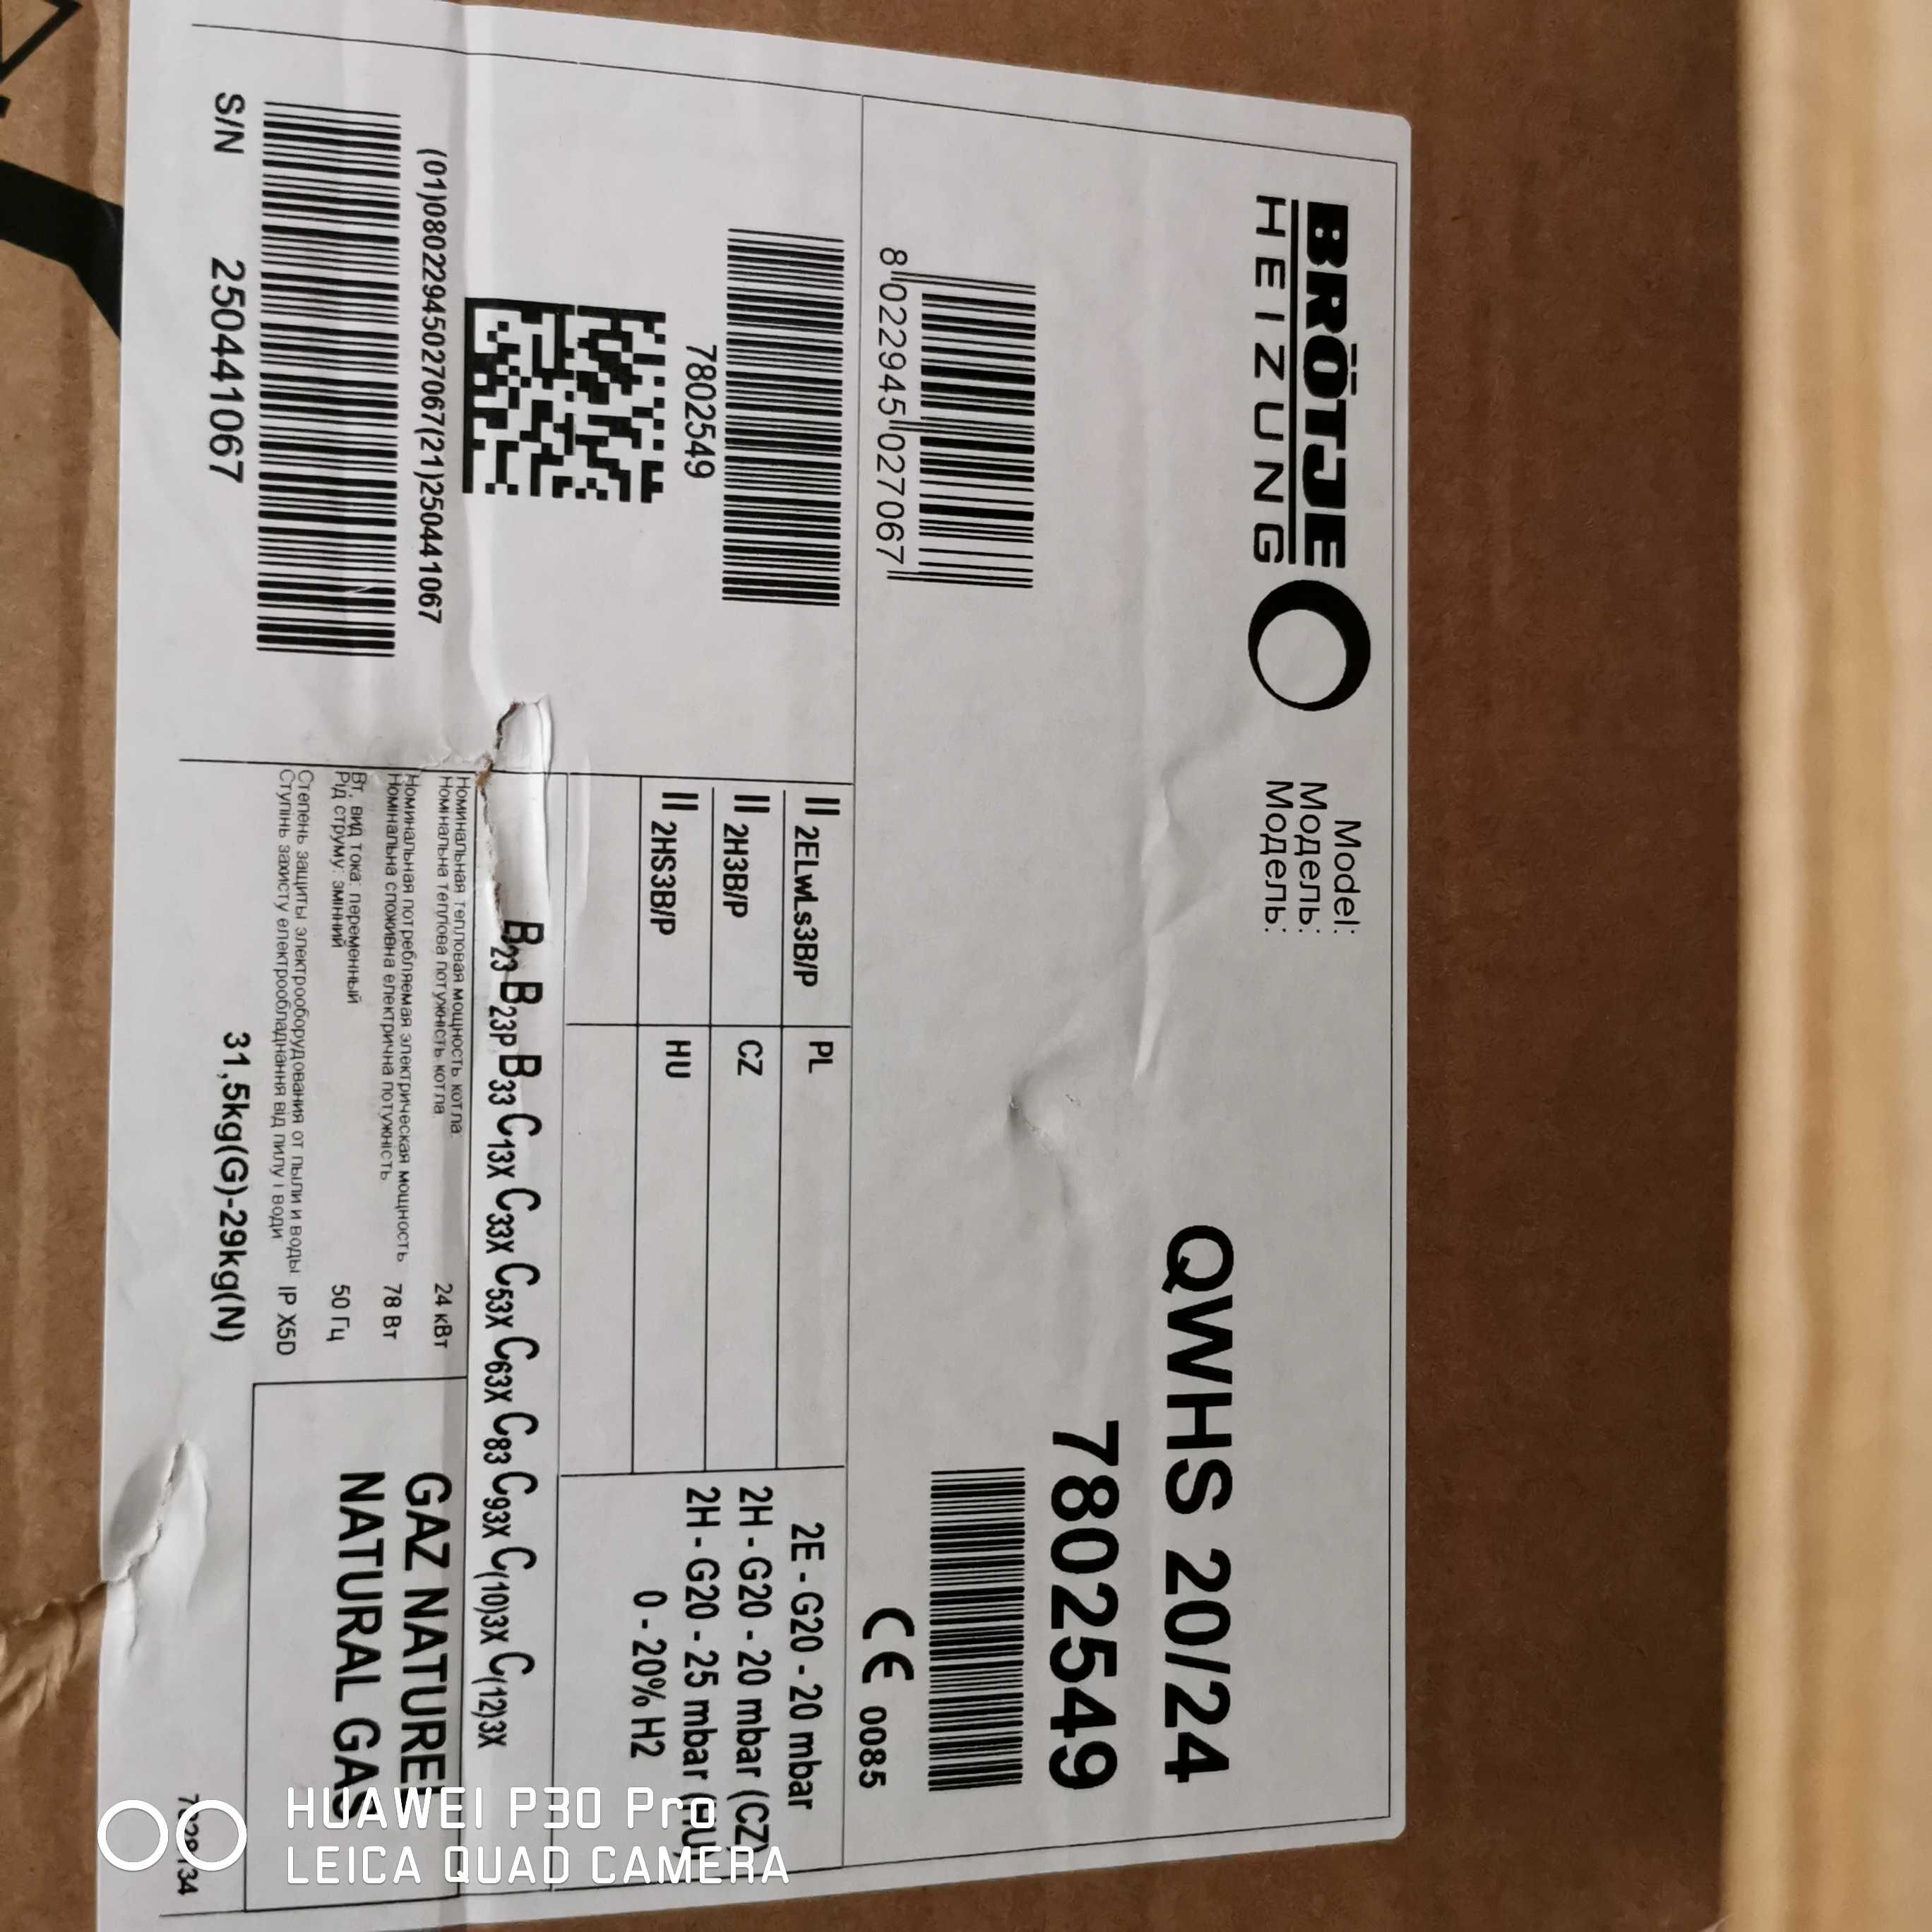 BRÖTJE
HEIZUNG
Model:
Модель:
Модель:
QWHS 20/24
7802549
8 022945 027067
CE 0085
7802549
II 2ELwLs3B/P PL 2E - G20 - 20 mbar
II 2H3B/P CZ 2H - G20 - 20 mbar (CZ)
II 2HS3B/P HU 2H - G20 - 25 mbar (HU)
0 - 20% H2
B23 B23P B33 C13X C33X C53X C63X C83 C93X C(10)3X C(12)3X
(01)08022945027067(21)250441067
S/N 250441067
Номинальная тепловая мощность котла:
Номінальна теплова потужність котла 24 кВт
Номинальная потребляемая электрическая мощность
Номінальна споживна електрична потужність 78 Вт
Вт, вид тока: переменный
Рід струму: змінний 50 Гц
Степень защиты электрооборудования от пыли и воды
Ступінь захисту електрообладнання від пилу і води IP X5D
31,5kg(G)-29kg(N)
GAZ NATUREL
NATURAL GAS
HUAWEI P30 Pro
LEICA QUAD CAMERA